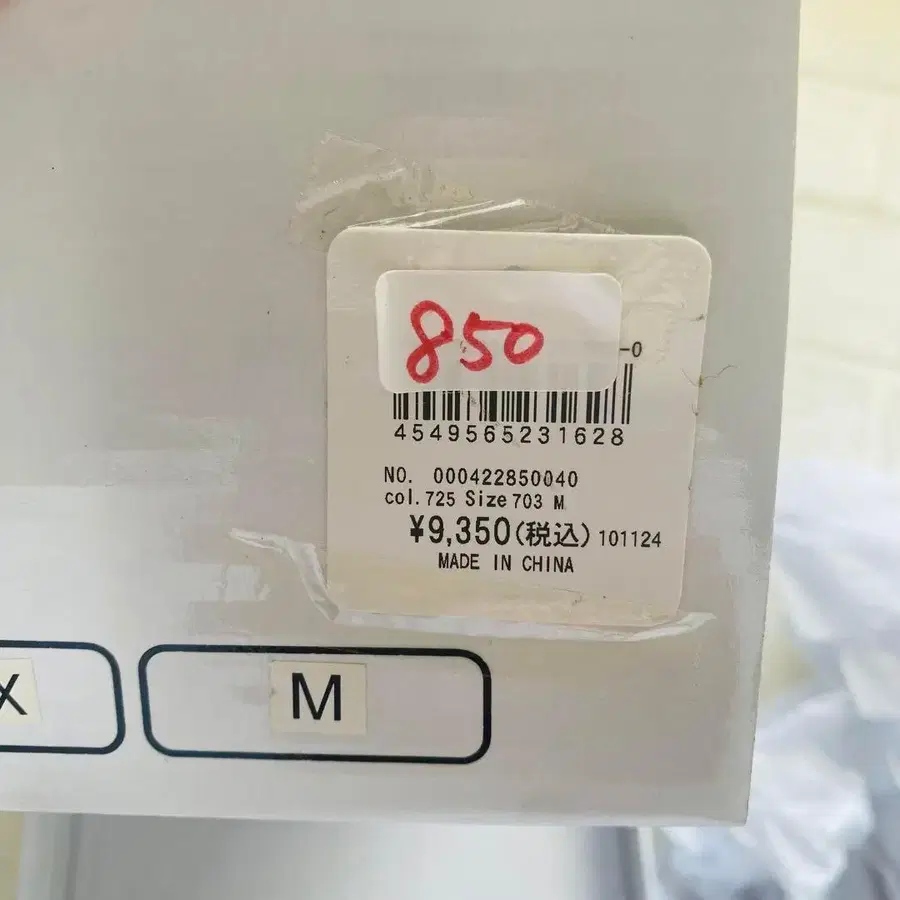 850
-0
4549565231628
NO. 000422850040
col. 725 Size 703 M
¥9,350(税込) 101124
MADE IN CHINA
X
M